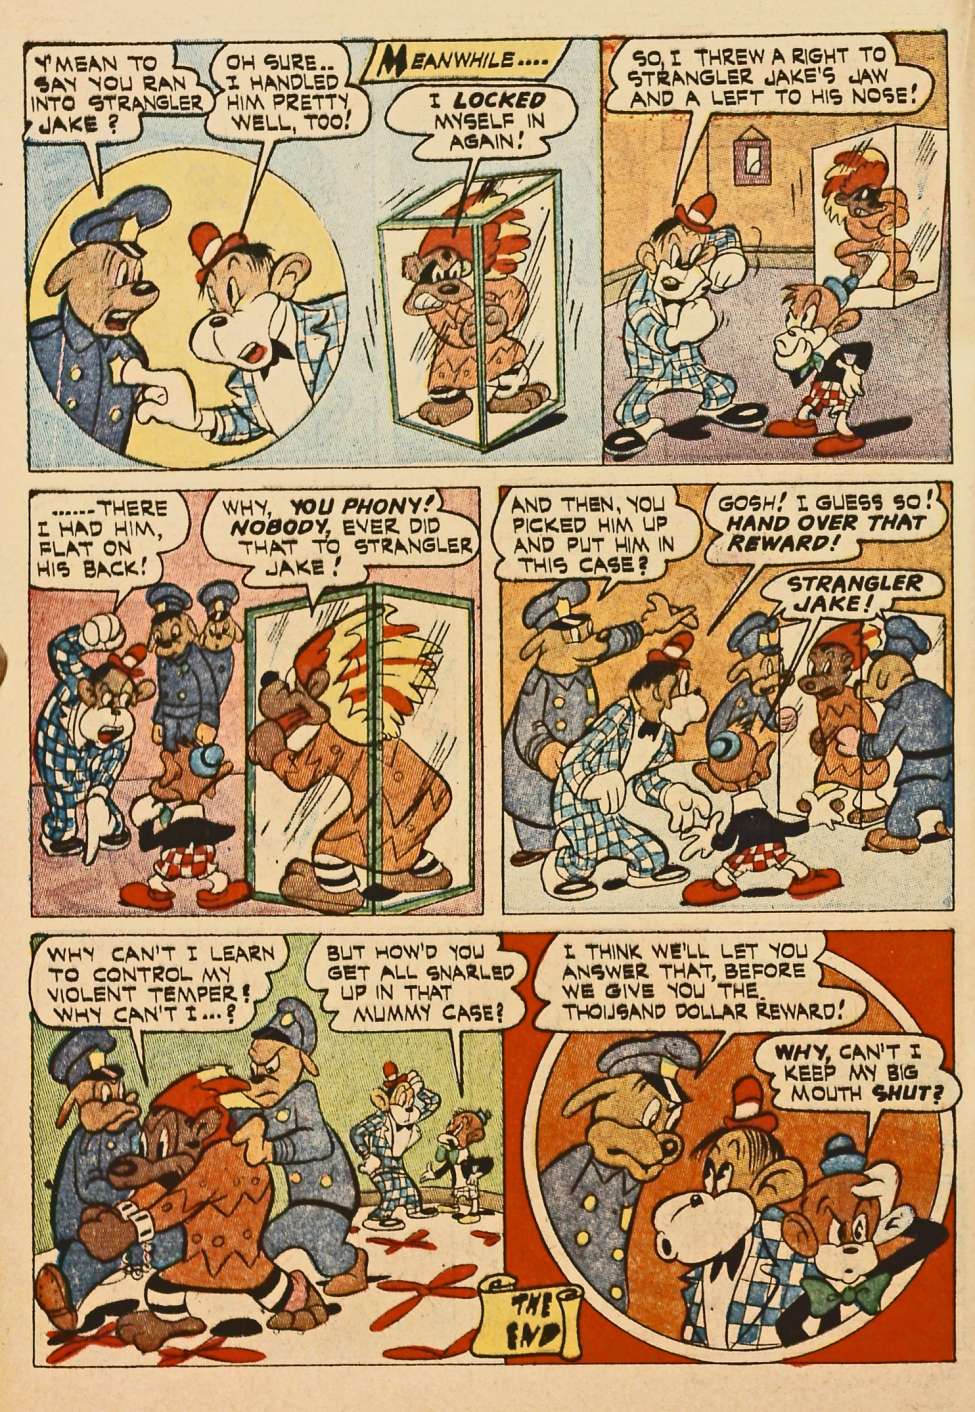 Y'MEAN TO
SAY YOU RAN
INTO STRANGLER
JAKE?
OH SURE..
I HANDLED
HIM PRETTY
WELL, TOO!
MEANWHILE....
I LOCKED
MYSELF IN
AGAIN!
SO, I THREW A RIGHT TO
STRANGLER JAKE'S JAW
AND A LEFT TO HIS NOSE!
......THERE
I HAD HIM,
FLAT ON
HIS BACK!
WHY, YOU PHONY!
NOBODY, EVER DID
THAT TO STRANGLER
JAKE!
AND THEN, YOU
PICKED HIM UP
AND PUT HIM IN
THIS CASE?
GOSH! I GUESS SO!
HAND OVER THAT
REWARD!
STRANGLER
JAKE!
WHY CAN'T I LEARN
TO CONTROL MY
VIOLENT TEMPER?
WHY CAN'T I...?
BUT HOW'D YOU
GET ALL SNARLED
UP IN THAT
MUMMY CASE?
I THINK WE'LL LET YOU
ANSWER THAT, BEFORE
WE GIVE YOU THE
THOUSAND DOLLAR REWARD!
WHY, CAN'T I
KEEP MY BIG
MOUTH SHUT?
THE
END